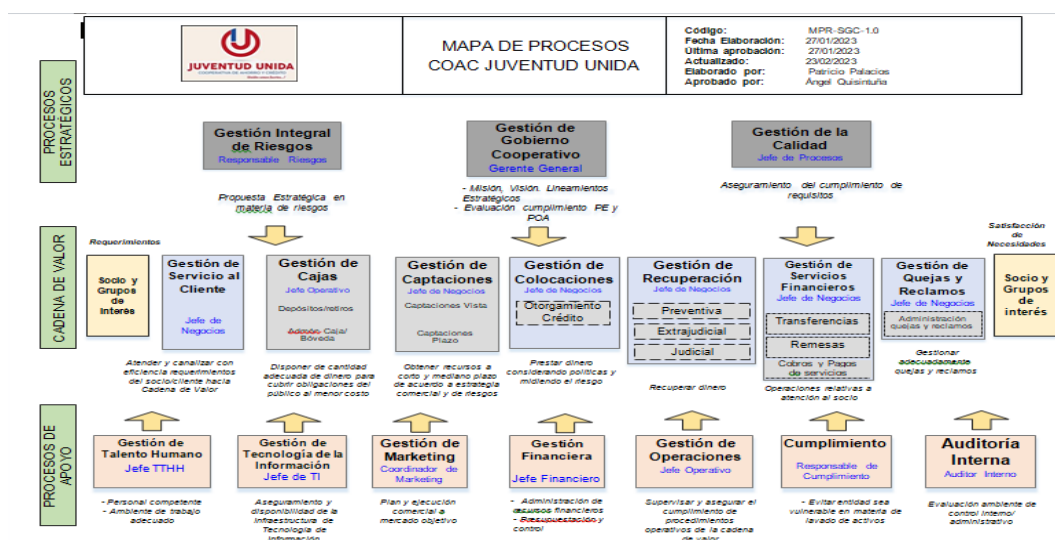 JUVENTUD UNIDA
COOPERATIVA DE AHORRO Y CRÉDITO
MAPA DE PROCESOS
COAC JUVENTUD UNIDA
Código: MPR-SGC-1.0
Fecha Elaboración: 27/01/2023
Última aprobación: 27/01/2023
Actualizado: 23/02/2023
Elaborado por: Patricio Palacios
Aprobado por: Ángel Quisintuña
PROCESOS
ESTRATÉGICOS
Gestión Integral
de Riesgos
Responsable Riesgos
Propuesta Estratégica en
materia de riesgos
Gestión de
Gobierno
Cooperativo
Gerente General
- Misión, Visión. Lineamientos
Estratégicos
- Evaluación cumplimiento PE y
POA
Gestión de la
Calidad
Jefe de Procesos
Aseguramiento del cumplimiento de
requisitos
CADENA DE VALOR
Requerimientos
Socio y
Grupos
de
Interés
Gestión de
Servicio al
Cliente
Jefe de
Negocios
Atender y canalizar con
eficiencia requerimientos
del socio/cliente hacia
Cadena de Valor
Gestión de
Cajas
Jefe Operativo
Depósitos/retiros
Admón Caja/
Bóveda
Disponer de cantidad
adecuada de dinero para
cubrir obligaciones del
público al menor costo
Gestión de
Captaciones
Jefe de Negocios
Captaciones Vista
Captaciones
Plazo
Obtener recursos a
corto y mediano plazo
de acuerdo a estrategia
comercial y de riesgos
Gestión de
Colocaciones
Jefe de Negocios
Otorgamiento
Crédito
Prestar dinero
considerando políticas y
midiendo el riesgo
Gestión de
Recuperación
Jefe de Negocios
Preventiva
Extrajudicial
Judicial
Recuperar dinero
Gestión de
Servicios
Financieros
Jefe de Negocios
Transferencias
Remesas
Cobros y Pagos
de servicios
Operaciones relativas a
atención al socio
Gestión de
Quejas y
Reclamos
Jefe de Negocios
Administración
quejas y reclamos
Gestionar
adecuadamente
quejas y reclamos
Satisfacción
de
Necesidades
Socio y
Grupos
de
interés
PROCESOS DE
APOYO
Gestión de
Talento Humano
Jefe TTHH
- Personal competente
- Ambiente de trabajo
adecuado
Gestión de
Tecnología de la
Información
Jefe de TI
Aseguramiento y
disponibilidad de la
Infraestructura de
Tecnología de
Información
Gestión de
Marketing
Coordinador de
Marketing
Plan y ejecución
comercial a
mercado objetivo
Gestión
Financiera
Jefe Financiero
- Administración de
recursos financieros
- Presupuestación y
control
Gestión de
Operaciones
Jefe Operativo
Supervisar y asegurar el
cumplimiento de
procedimientos
operativos de la cadena
de valor
Cumplimiento
Responsable de
Cumplimiento
- Evitar entidad sea
vulnerable en materia de
lavado de activos
Auditoría
Interna
Auditor Interno
Evaluación ambiente de
control Interno/
administrativo